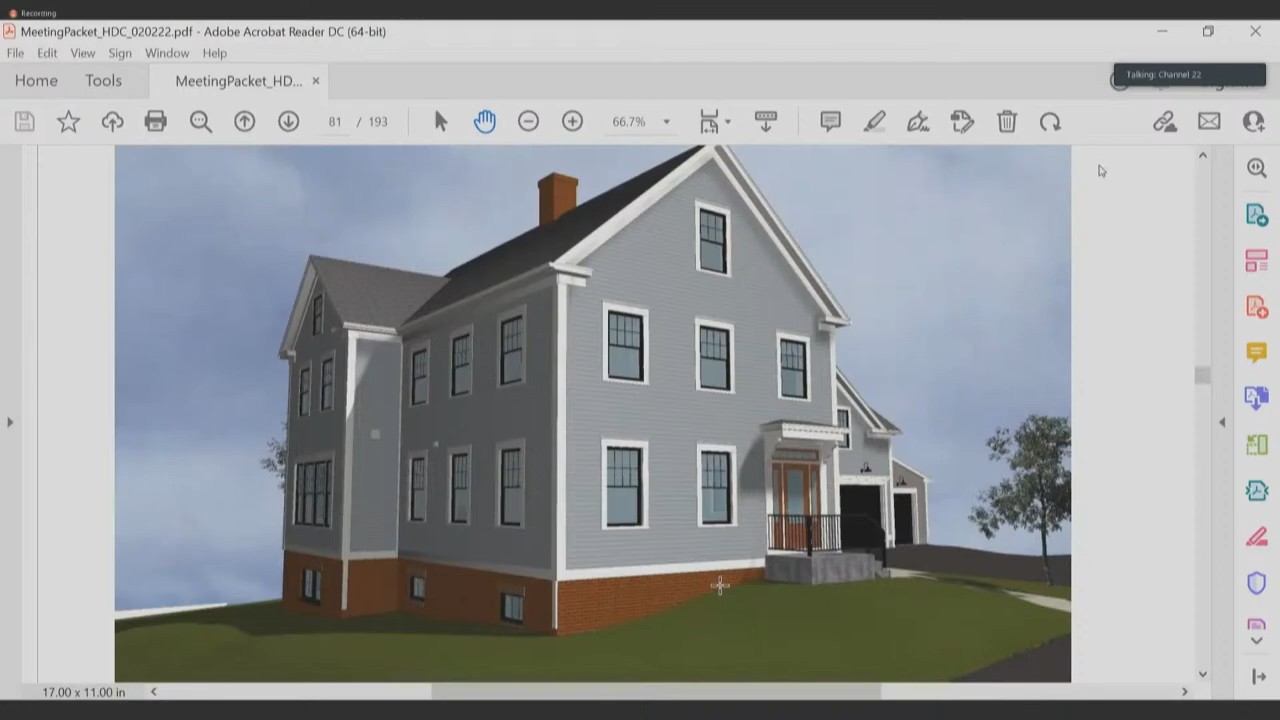 Recording
MeetingPacket_HDC_020222.pdf - Adobe Acrobat Reader DC (64-bit)
File Edit View Sign Window Help
Home Tools MeetingPacket_HD... ×
Talking: Channel 22
81 / 193 66.7%
17.00 x 11.00 in